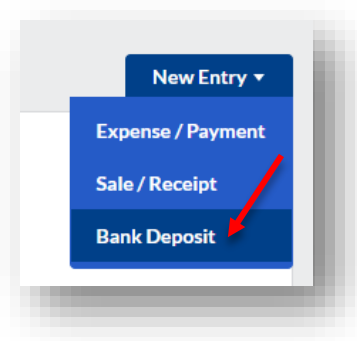 New Entry ▾
Expense / Payment
Sale / Receipt
Bank Deposit